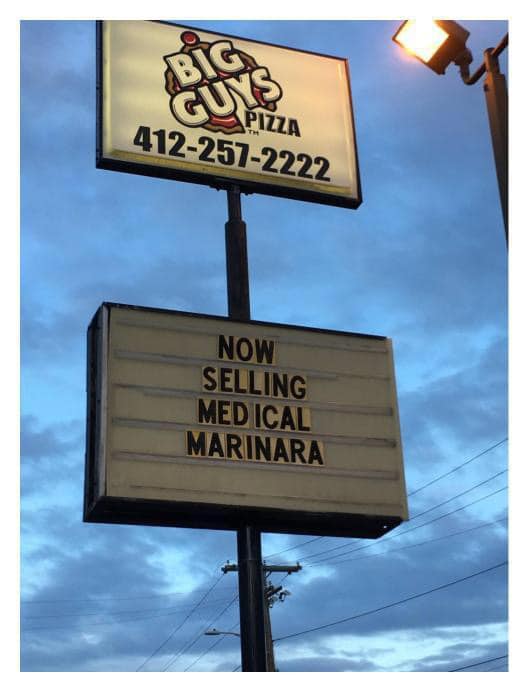 BIG
GUYS
PIZZA
TM
412-257-2222
NOW
SELLING
MEDICAL
MARINARA